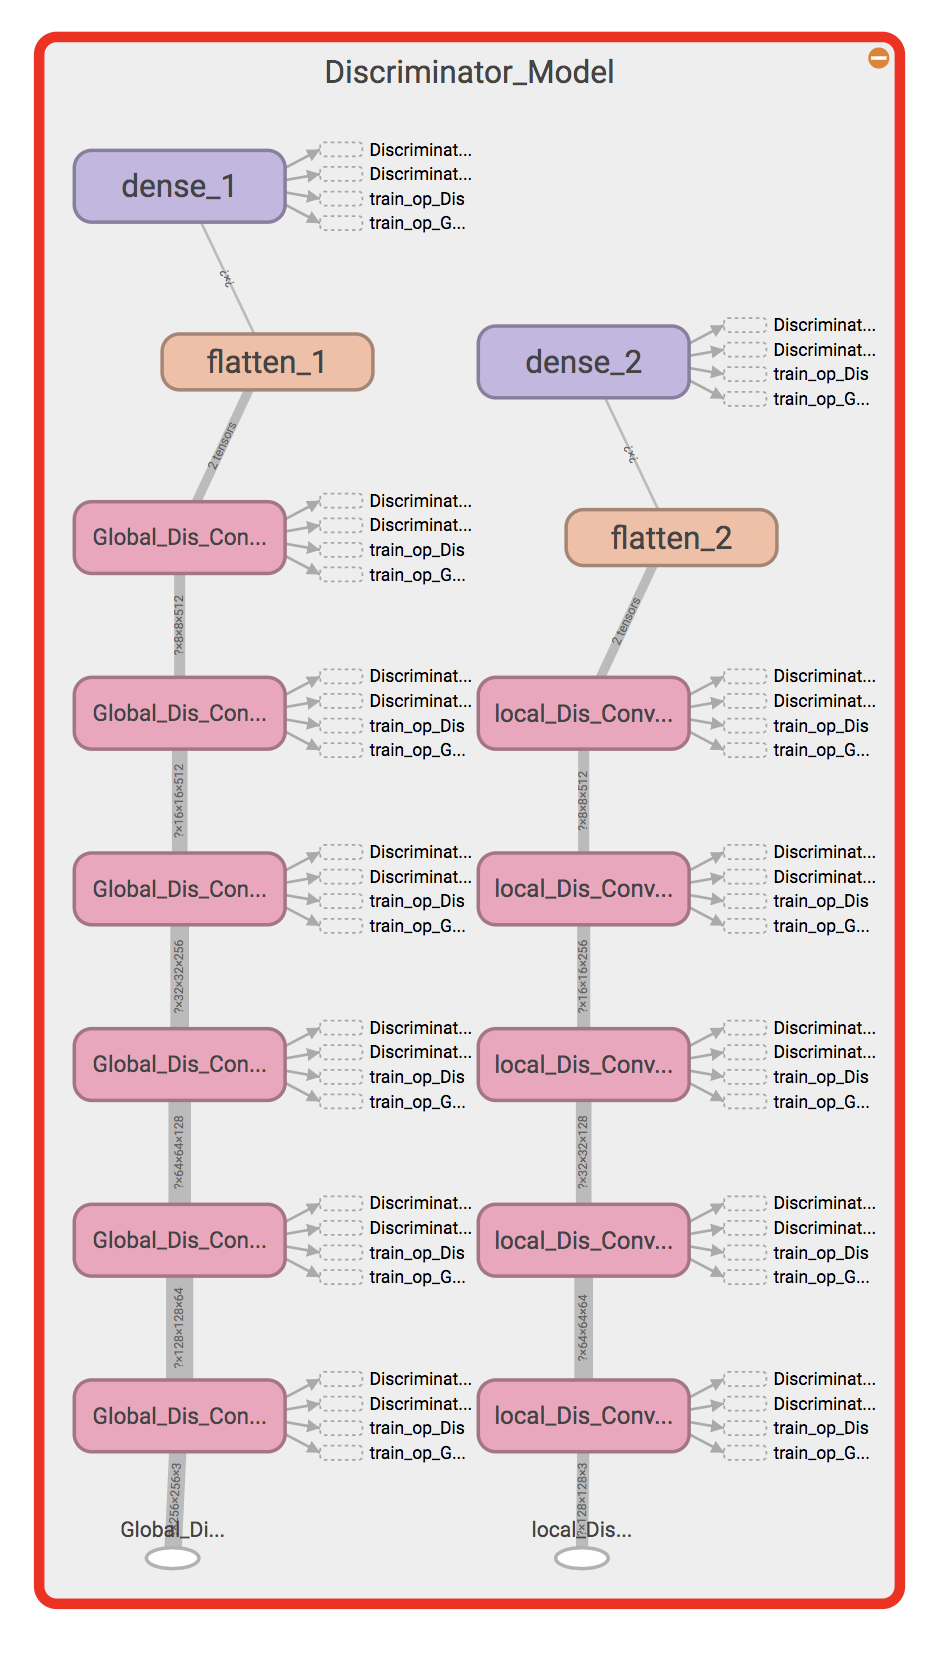 Discriminator_Model
dense_1
Discriminat...
Discriminat...
train_op_Dis
train_op_G...
?×?
flatten_1
2 tensors
Global_Dis_Con...
Discriminat...
Discriminat...
train_op_Dis
train_op_G...
?×8×8×512
Global_Dis_Con...
Discriminat...
Discriminat...
train_op_Dis
train_op_G...
?×16×16×512
Global_Dis_Con...
Discriminat...
Discriminat...
train_op_Dis
train_op_G...
?×32×32×256
Global_Dis_Con...
Discriminat...
Discriminat...
train_op_Dis
train_op_G...
?×64×64×128
Global_Dis_Con...
Discriminat...
Discriminat...
train_op_Dis
train_op_G...
?×128×128×64
Global_Dis_Con...
Discriminat...
Discriminat...
train_op_Dis
train_op_G...
256×256×3
Global_Di...
dense_2
Discriminat...
Discriminat...
train_op_Dis
train_op_G...
?×?
flatten_2
2 tensors
local_Dis_Conv...
Discriminat...
Discriminat...
train_op_Dis
train_op_G...
?×8×8×512
local_Dis_Conv...
Discriminat...
Discriminat...
train_op_Dis
train_op_G...
?×16×16×256
local_Dis_Conv...
Discriminat...
Discriminat...
train_op_Dis
train_op_G...
?×32×32×128
local_Dis_Conv...
Discriminat...
Discriminat...
train_op_Dis
train_op_G...
?×64×64×64
local_Dis_Conv...
Discriminat...
Discriminat...
train_op_Dis
train_op_G...
?×128×128×3
local_Dis...